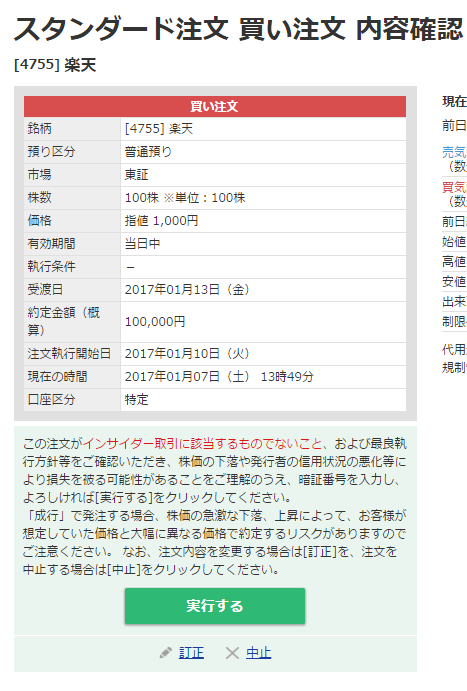 スタンダード注文 買い注文 内容確認
[4755] 楽天
買い注文
銘柄 [4755] 楽天
預り区分 普通預り
市場 東証
株数 100株 ※単位：100株
価格 指値 1,000円
有効期間 当日中
執行条件 －
受渡日 2017年01月13日（金）
約定金額（概
算） 100,000円
注文執行開始日 2017年01月10日（火）
現在の時間 2017年01月07日（土） 13時49分
口座区分 特定
この注文がインサイダー取引に該当するものでないこと、および最良執
行方針等をご確認いただき、株価の下落や発行者の信用状況の悪化等に
より損失を被る可能性があることをご理解のうえ、暗証番号を入力し、
よろしければ[実行する]をクリックしてください。
「成行」で発注する場合、株価の急激な下落、上昇によって、お客様が
想定していた価格と大幅に異なる価格で約定するリスクがありますので
ご注意ください。 なお、注文内容を変更する場合は[訂正]を、注文を
中止する場合は[中止]をクリックしてください。
実行する
訂正 中止
現在
前日
売気
（数
買気
（数
前日
始値
高値
安値
出来
制限
代用
規制